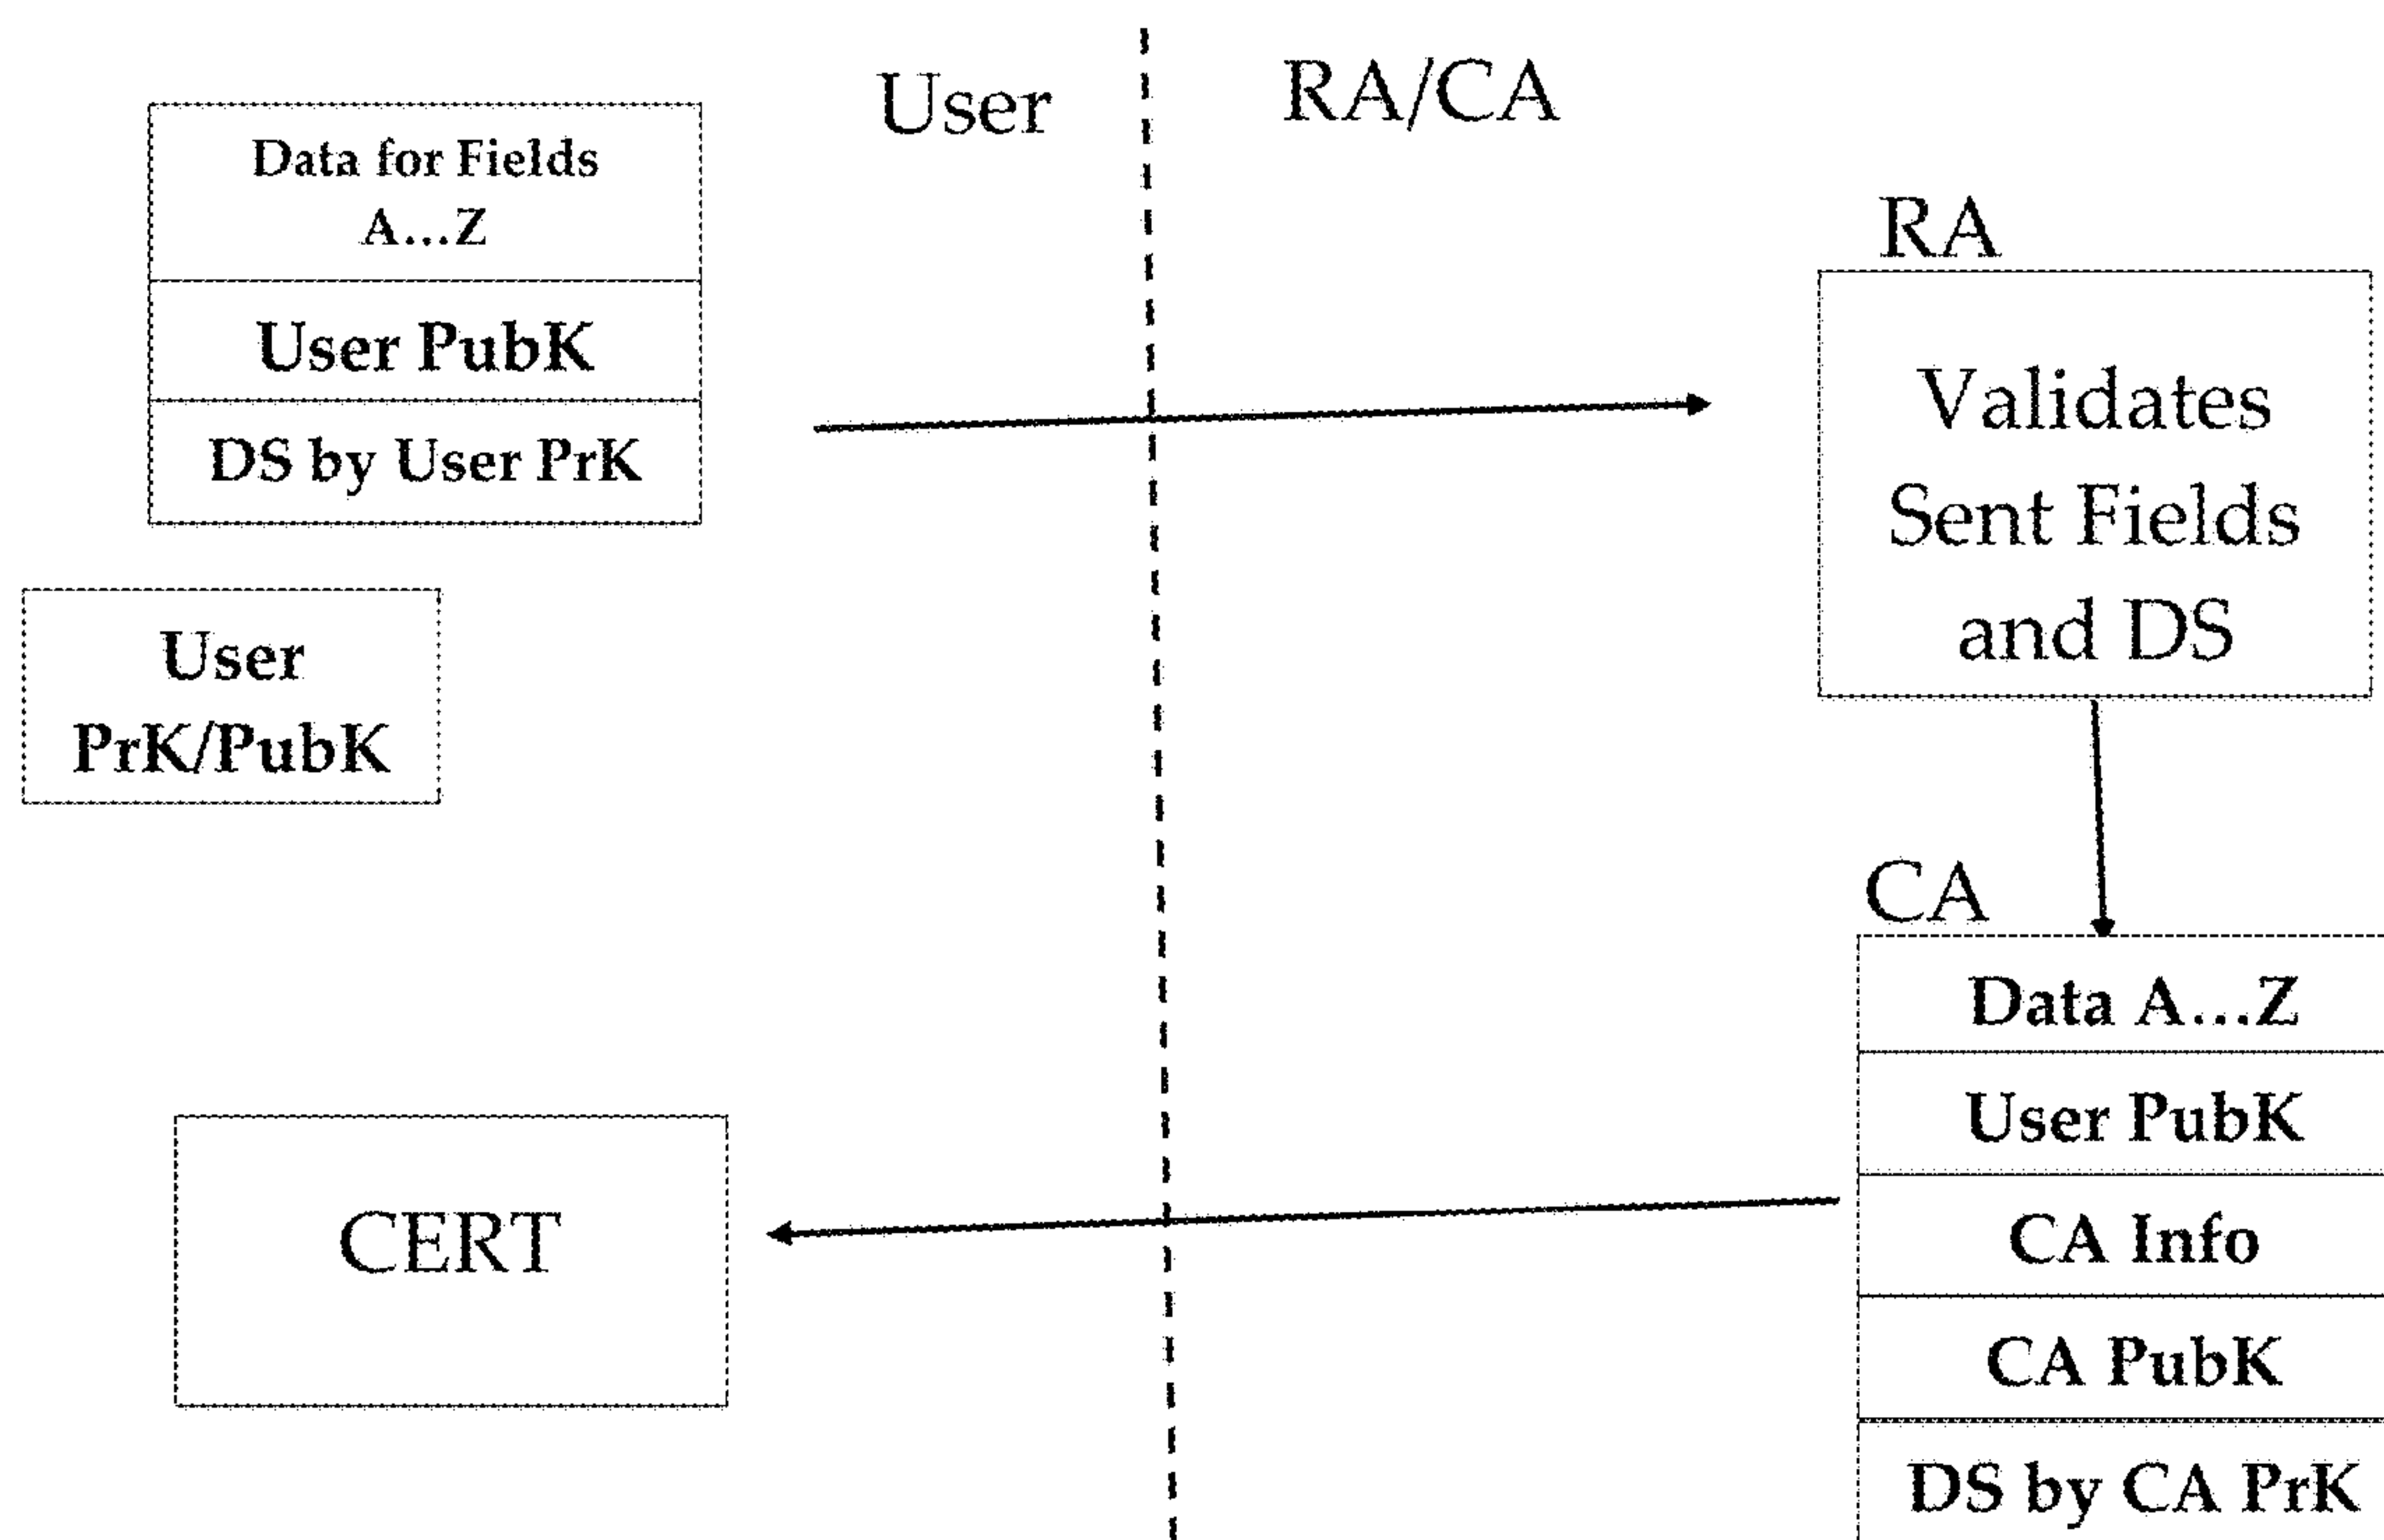 User
RA/CA
Data for Fields
A...Z
User PubK
DS by User PrK
User
PrK/PubK
RA
Validates
Sent Fields
and DS
CA
Data A...Z
User PubK
CA Info
CA PubK
DS by CA PrK
CERT